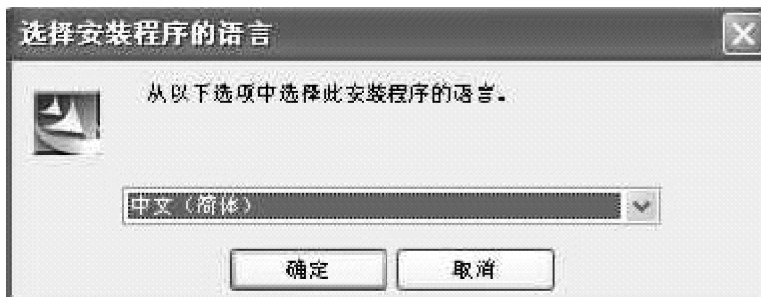 选择安装程序的语言
从以下选项中选择此安装程序的语言。
中文（简体）
确定
取消